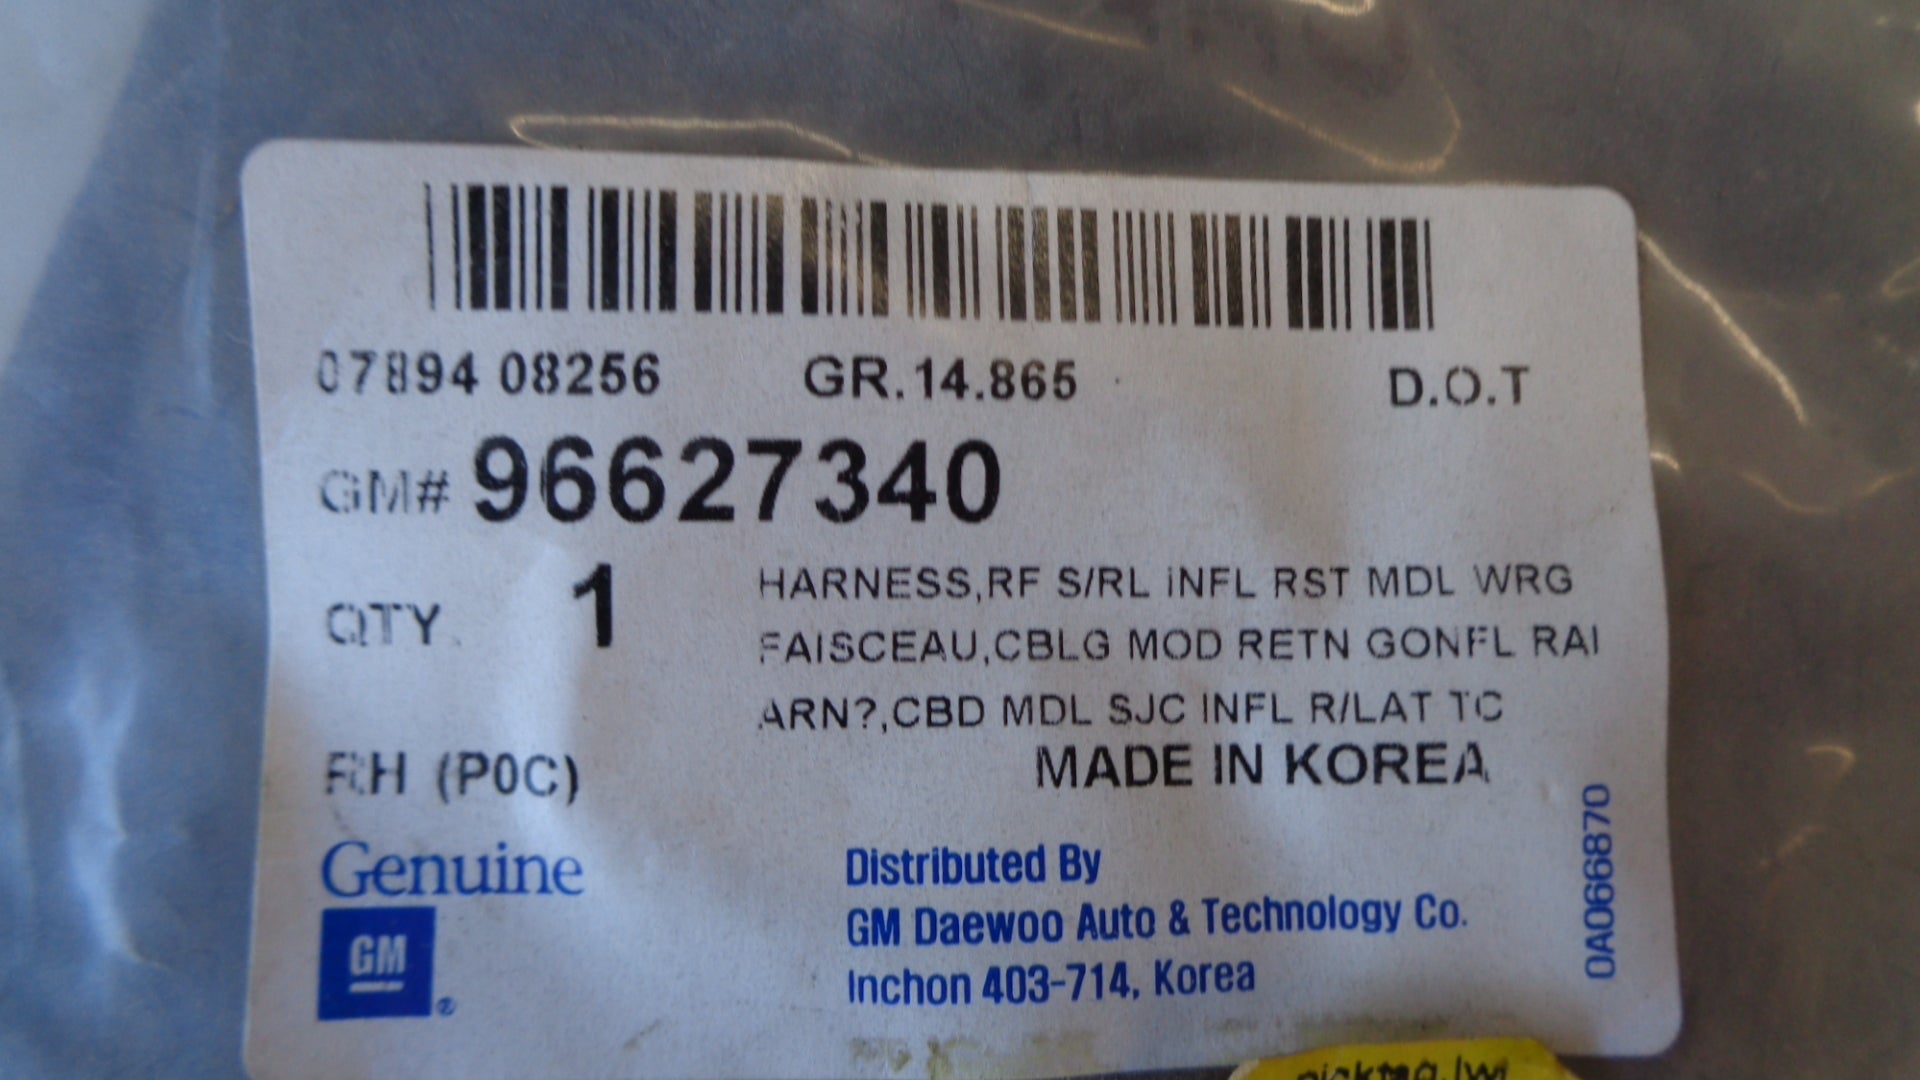 07894 08256 GR.14.865 D.O.T
GM# 96627340
QTY 1
HARNESS,RF S/RL INFL RST MDL WRG
FAISCEAU,CBLG MOD RETN GONFL RAI
ARN?,CBD MDL SJC INFL R/LAT TC
RH (P0C) MADE IN KOREA
Genuine
GM
®
Distributed By
GM Daewoo Auto & Technology Co.
Inchon 403-714, Korea
0A066870